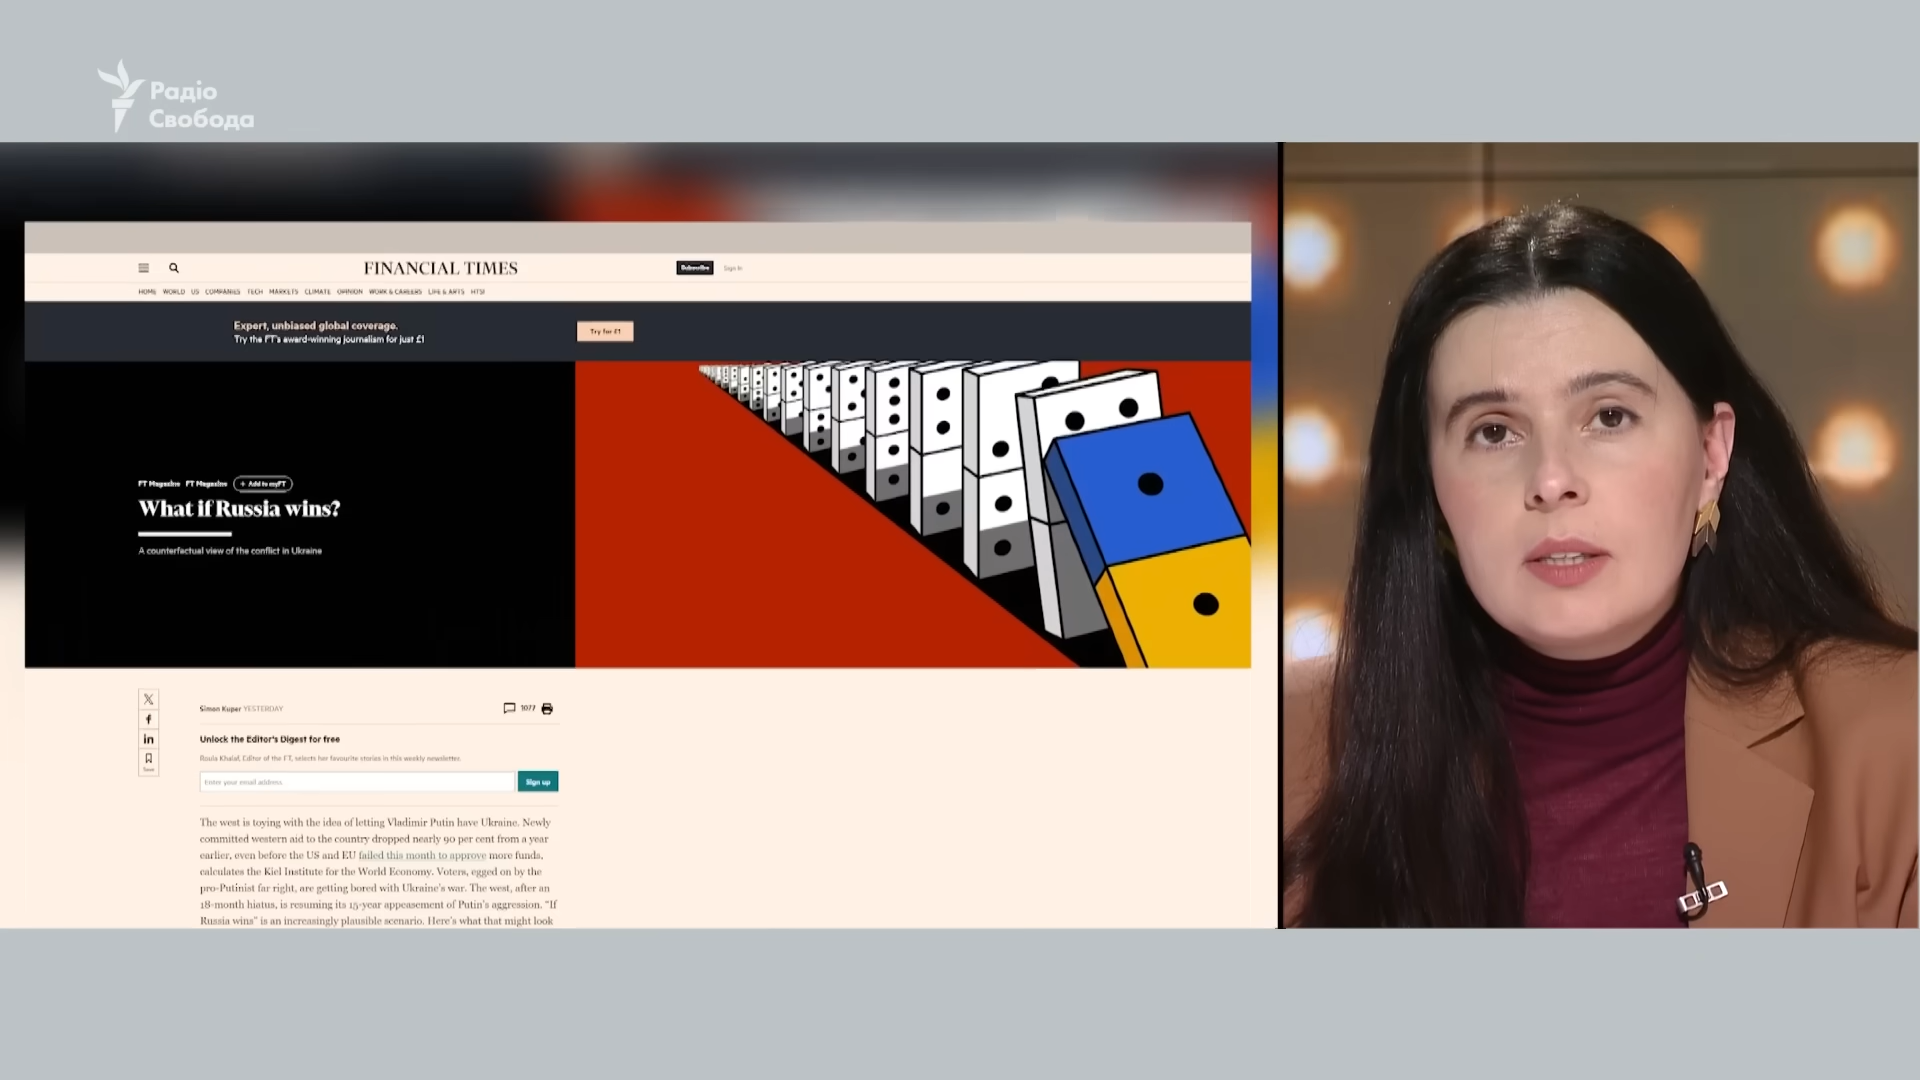 Радіо
Свобода
FINANCIAL TIMES
Subscribe
Sign In
HOME WORLD US COMPANIES TECH MARKETS CLIMATE OPINION WORK & CAREERS LIFE & ARTS HTSI
Expert, unbiased global coverage.
Try the FT's award-winning journalism for just £1
Try for £1
FT Magazine FT Magazine + Add to myFT
What if Russia wins?
A counterfactual view of the conflict in Ukraine
Simon Kuper YESTERDAY
1077
Unlock the Editor's Digest for free
Roula Khalaf, Editor of the FT, selects her favourite stories in this weekly newsletter.
Enter your email address
Sign up
Save
The west is toying with the idea of letting Vladimir Putin have Ukraine. Newly
committed western aid to the country dropped nearly 90 per cent from a year
earlier, even before the US and EU failed this month to approve more funds,
calculates the Kiel Institute for the World Economy. Voters, egged on by the
pro-Putinist far right, are getting bored with Ukraine's war. The west, after an
18-month hiatus, is resuming its 15-year appeasement of Putin's aggression. "If
Russia wins" is an increasingly plausible scenario. Here's what that might look